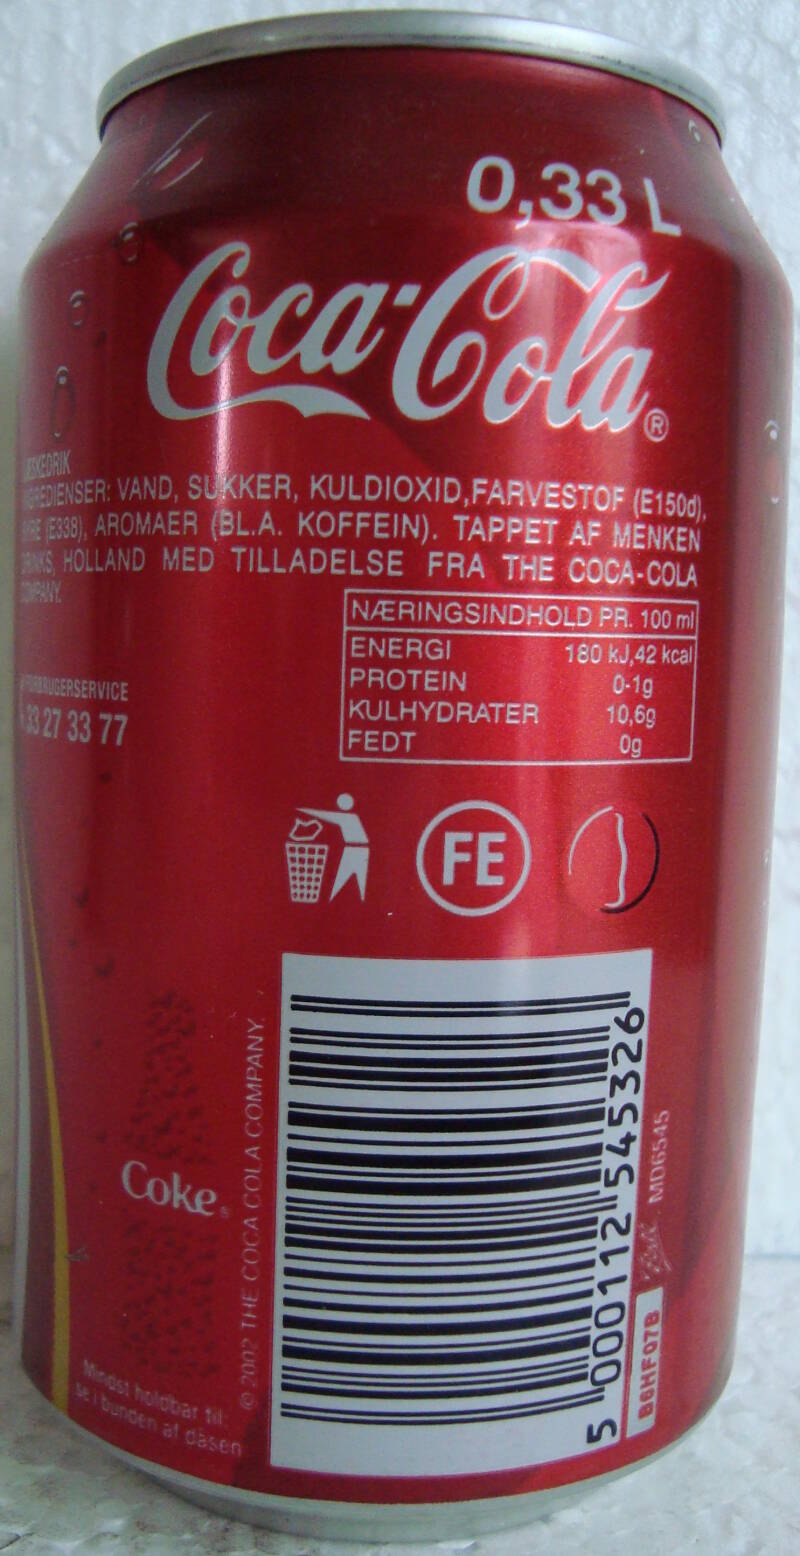 0,33 L
Coca-Cola®
INGREDIENSER: VAND, SUKKER, KULDIOXID, FARVESTOF (E150d),
(E338), AROMAER (BL.A. KOFFEIN). TAPPET AF MENKEN
DRINKS, HOLLAND MED TILLADELSE FRA THE COCA-COLA
COMPANY.
NÆRINGSINDHOLD PR. 100 ml
ENERGI 180 kJ,42 kcal
PROTEIN 0-1g
KULHYDRATER 10,6g
FEDT 0g
FORBRUGERSERVICE
33 27 33 77
FE
Coke®
© 2002 THE COCA COLA COMPANY.
5 000112 545326
MD6545
B6HF07B
Mindst holdbar til:
se i bunden af dåsen